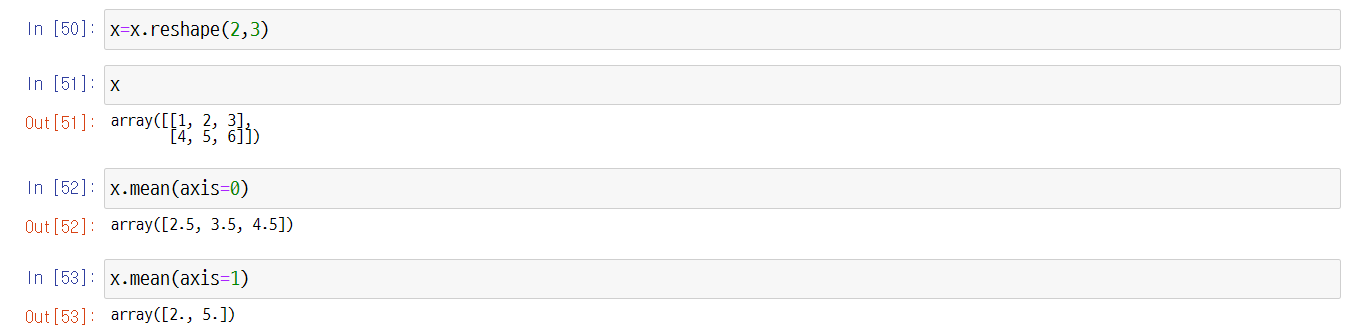 In [50]: x=x.reshape(2,3)
In [51]: x
Out[51]: array([[1, 2, 3],
[4, 5, 6]])
In [52]: x.mean(axis=0)
Out[52]: array([2.5, 3.5, 4.5])
In [53]: x.mean(axis=1)
Out[53]: array([2., 5.])